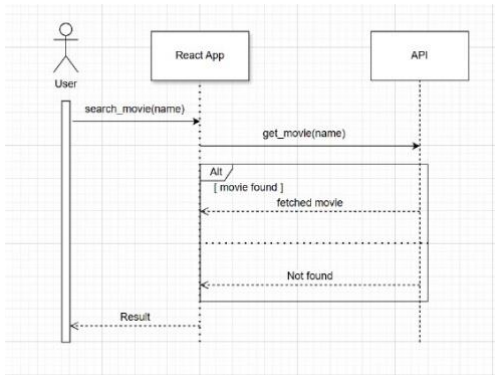 React App
API
User
search_movie(name)
get_movie(name)
Alt
[ movie found ]
fetched movie
Not found
Result